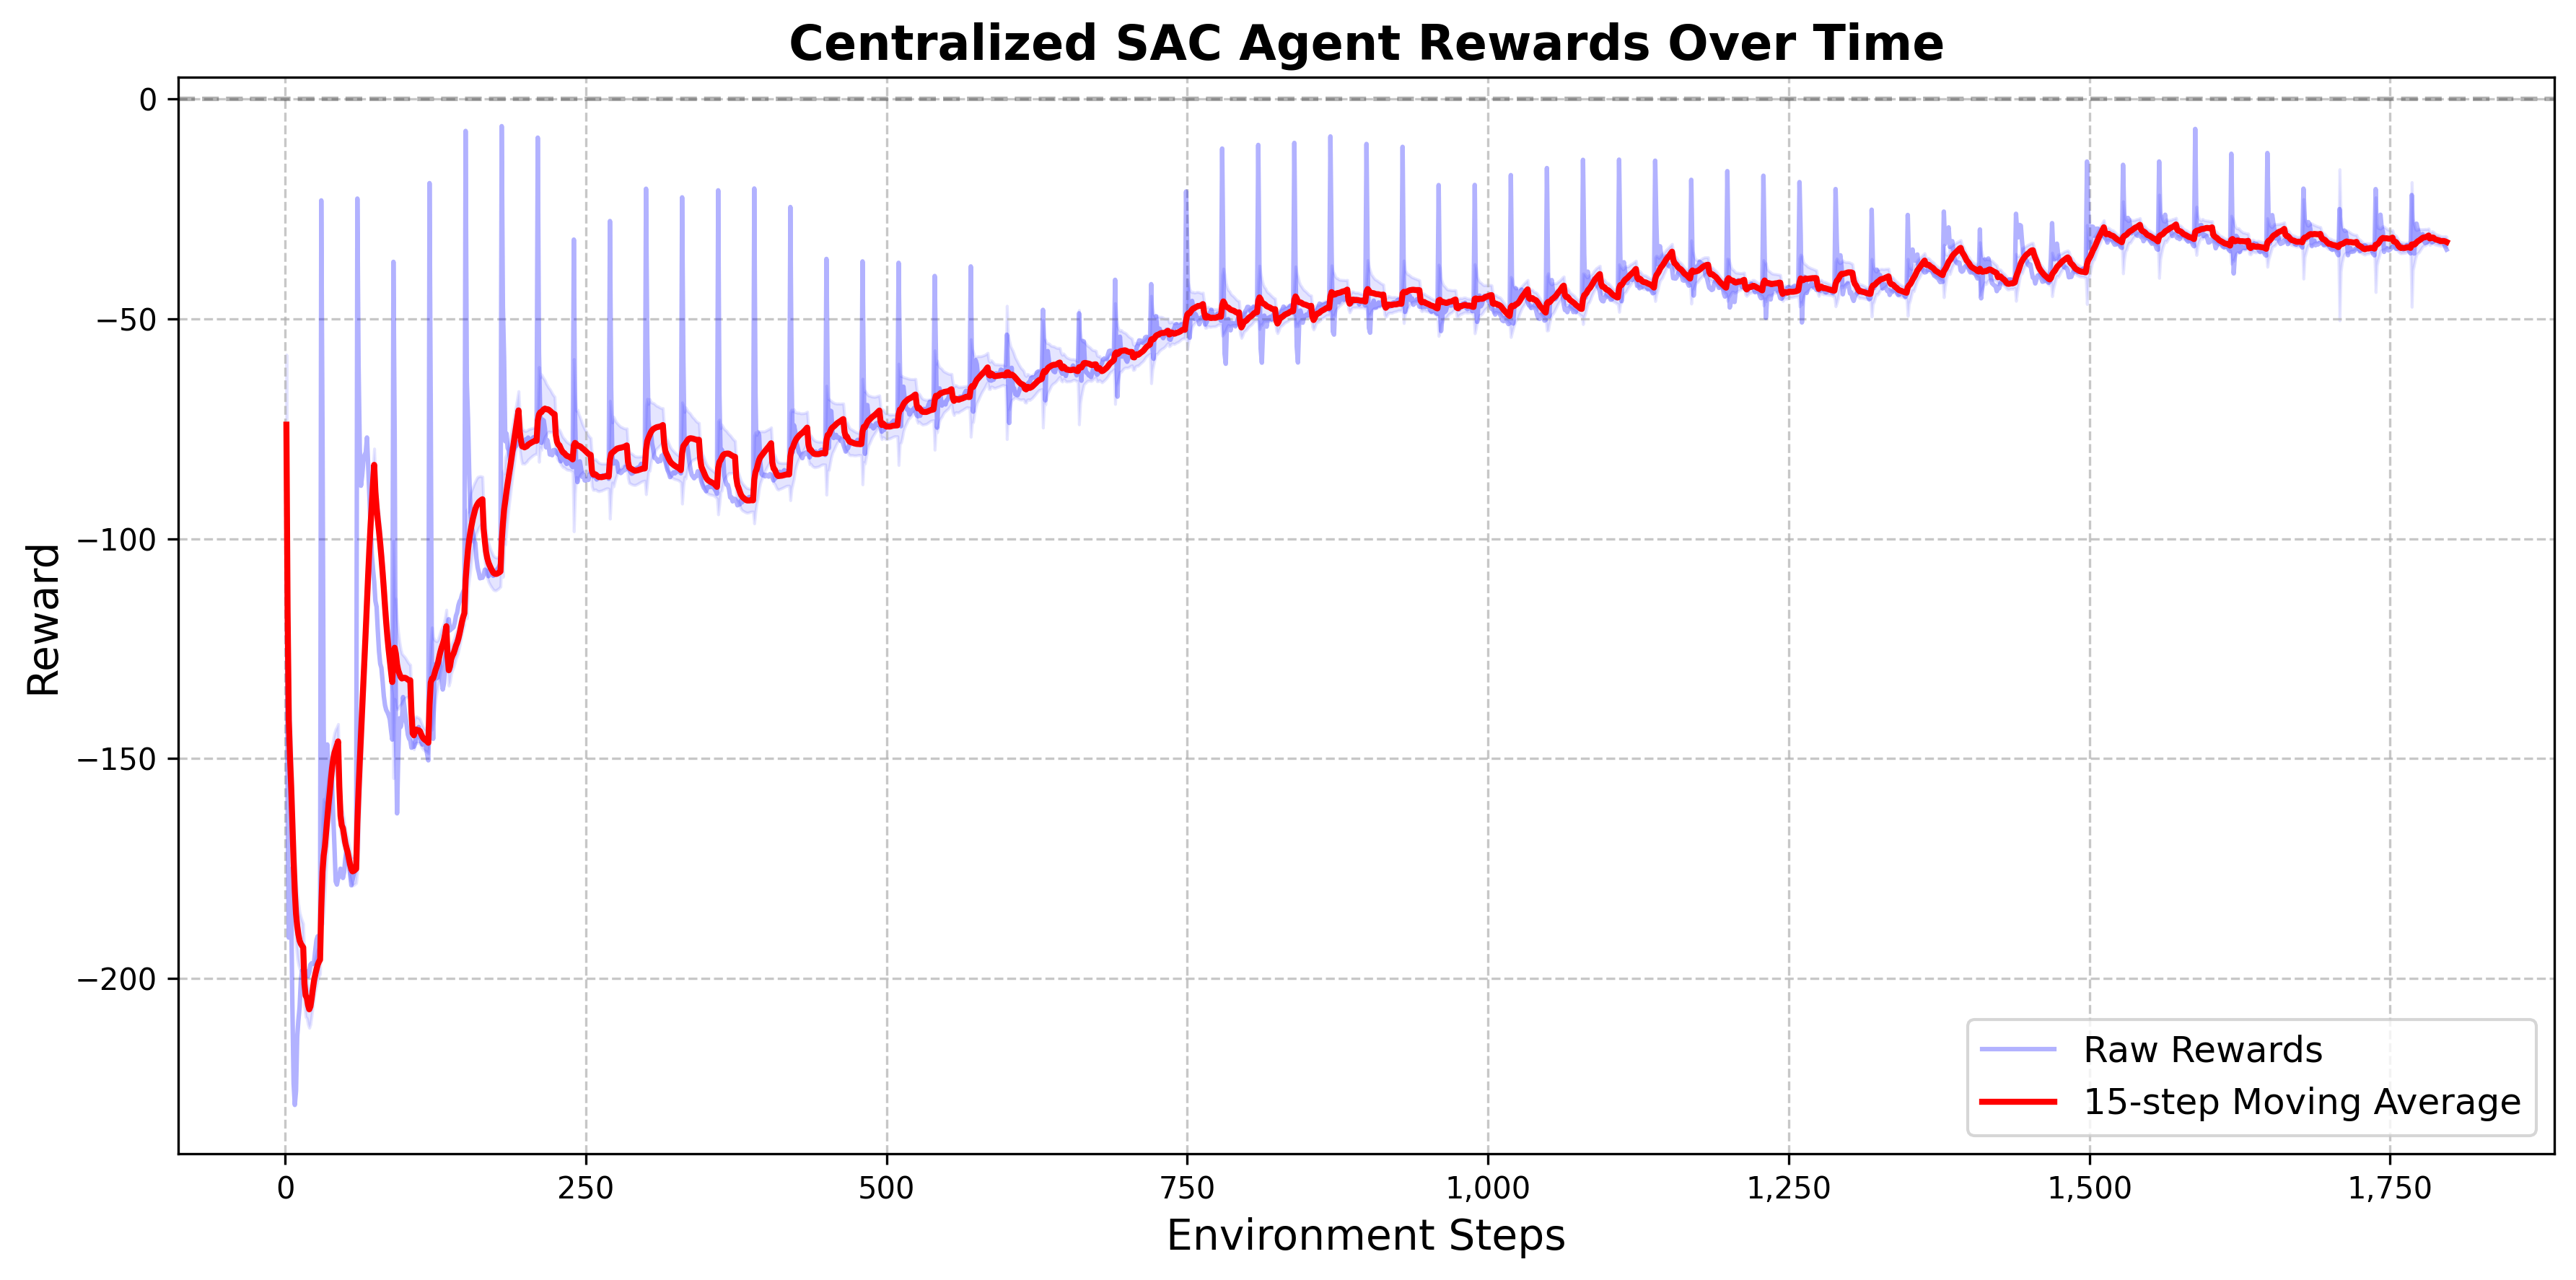 Centralized SAC Agent Rewards Over Time
0
−50
−100
−150
−200
Reward
0 250 500 750 1,000 1,250 1,500 1,750
Environment Steps
Raw Rewards
15-step Moving Average